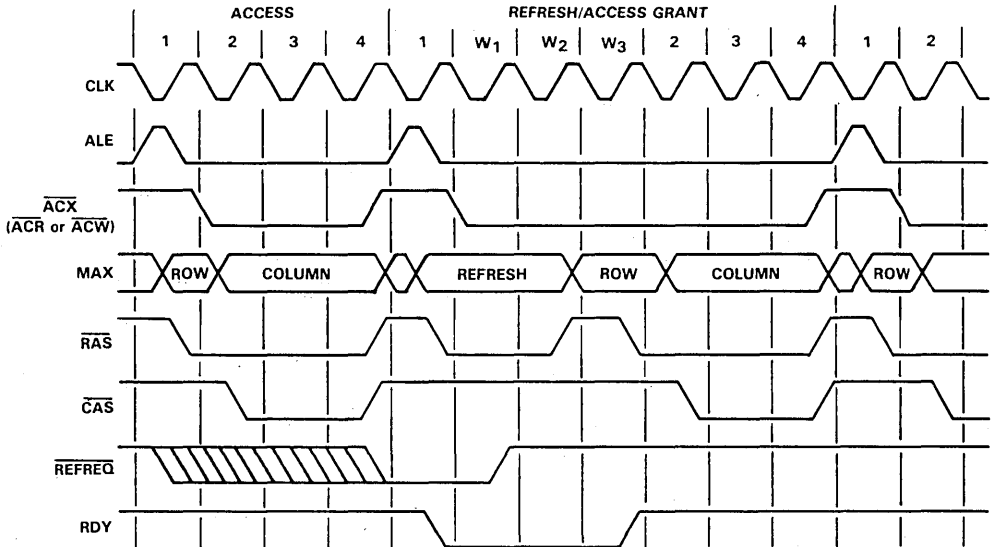 ACCESS REFRESH/ACCESS GRANT
1 2 3 4 1 W1 W2 W3 2 3 4 1 2
CLK
ALE
ACX
(ACR or ACW)
MAX ROW COLUMN REFRESH ROW COLUMN ROW
RAS
CAS
REFREQ
RDY